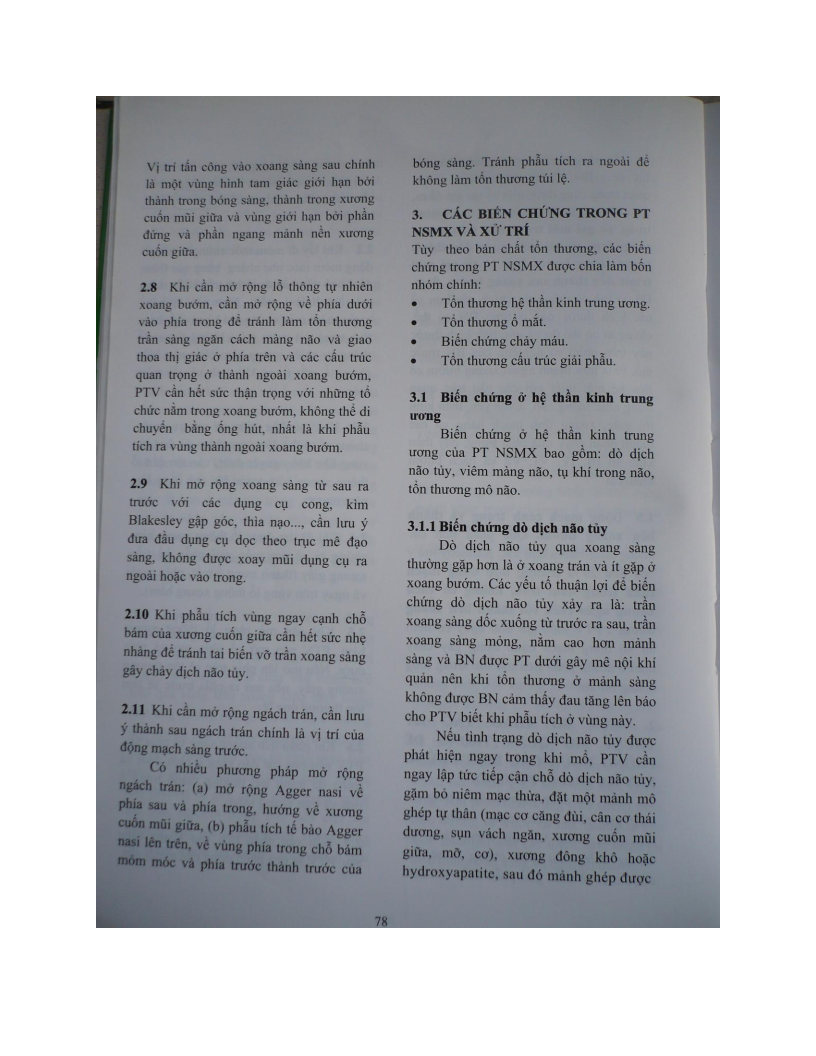 Vị trí tấn công vào xoang sàng sau chính
là một vùng hình tam giác giới hạn bởi
thành trong bóng sàng, thành trong xương
cuốn mũi giữa và vùng giới hạn bởi phần
đứng và phần ngang mảnh nền xương
cuốn giữa.
2.8 Khi cần mở rộng lỗ thông tự nhiên
xoang bướm, cần mở rộng về phía dưới
vào phía trong để tránh làm tổn thương
trần sàng ngăn cách màng não và giao
thoa thị giác ở phía trên và các cấu trúc
quan trọng ở thành ngoài xoang bướm,
PTV cần hết sức thận trọng với những tổ
chức nằm trong xoang bướm, không thể di
chuyển bằng ống hút, nhất là khi phẫu
tích ra vùng thành ngoài xoang bướm.
2.9 Khi mở rộng xoang sàng từ sau ra
trước với các dụng cụ cong, kìm
Blakesley gập góc, thìa nạo..., cần lưu ý
đưa đầu dụng cụ dọc theo trục mê đạo
sàng, không được xoay mũi dụng cụ ra
ngoài hoặc vào trong.
2.10 Khi phẫu tích vùng ngay cạnh chỗ
bám của xương cuốn giữa cần hết sức nhẹ
nhàng để tránh tai biến vỡ trần xoang sàng
gây chảy dịch não tủy.
2.11 Khi cần mở rộng ngách trán, cần lưu
ý thành sau ngách trán chính là vị trí của
động mạch sàng trước.
Có nhiều phương pháp mở rộng
ngách trán: (a) mở rộng Agger nasi về
phía sau và phía trong, hướng về xương
cuốn mũi giữa, (b) phẫu tích tế bào Agger
nasi lên trên, về vùng phía trong chỗ bám
mỏm móc và phía trước thành trước của
bóng sàng. Tránh phẫu tích ra ngoài để
không làm tổn thương túi lệ.
3. CÁC BIẾN CHỨNG TRONG PT
NSMX VÀ XỬ TRÍ
Tùy theo bản chất tổn thương, các biến
chứng trong PT NSMX được chia làm bốn
nhóm chính:
• Tổn thương hệ thần kinh trung ương.
• Tổn thương ổ mắt.
• Biến chứng chảy máu.
• Tổn thương cấu trúc giải phẫu.
3.1 Biến chứng ở hệ thần kinh trung
ương
Biến chứng ở hệ thần kinh trung
ương của PT NSMX bao gồm: dò dịch
não tủy, viêm màng não, tụ khí trong não,
tổn thương mô não.
3.1.1 Biến chứng dò dịch não tủy
Dò dịch não tủy qua xoang sàng
thường gặp hơn là ở xoang trán và ít gặp ở
xoang bướm. Các yếu tố thuận lợi để biến
chứng dò dịch não tủy xảy ra là: trần
xoang sàng dốc xuống từ trước ra sau, trần
xoang sàng mỏng, nằm cao hơn mảnh
sàng và BN được PT dưới gây mê nội khí
quản nên khi tổn thương ở mảnh sàng
không được BN cảm thấy đau tăng lên báo
cho PTV biết khi phẫu tích ở vùng này.
Nếu tình trạng dò dịch não tủy được
phát hiện ngay trong khi mổ, PTV cần
ngay lập tức tiếp cận chỗ dò dịch não tủy,
gặm bỏ niêm mạc thừa, đặt một mảnh mô
ghép tự thân (mạc cơ căng đùi, cân cơ thái
dương, sụn vách ngăn, xương cuốn mũi
giữa, mỡ, cơ), xương đông khô hoặc
hydroxyapatite, sau đó mảnh ghép được
78